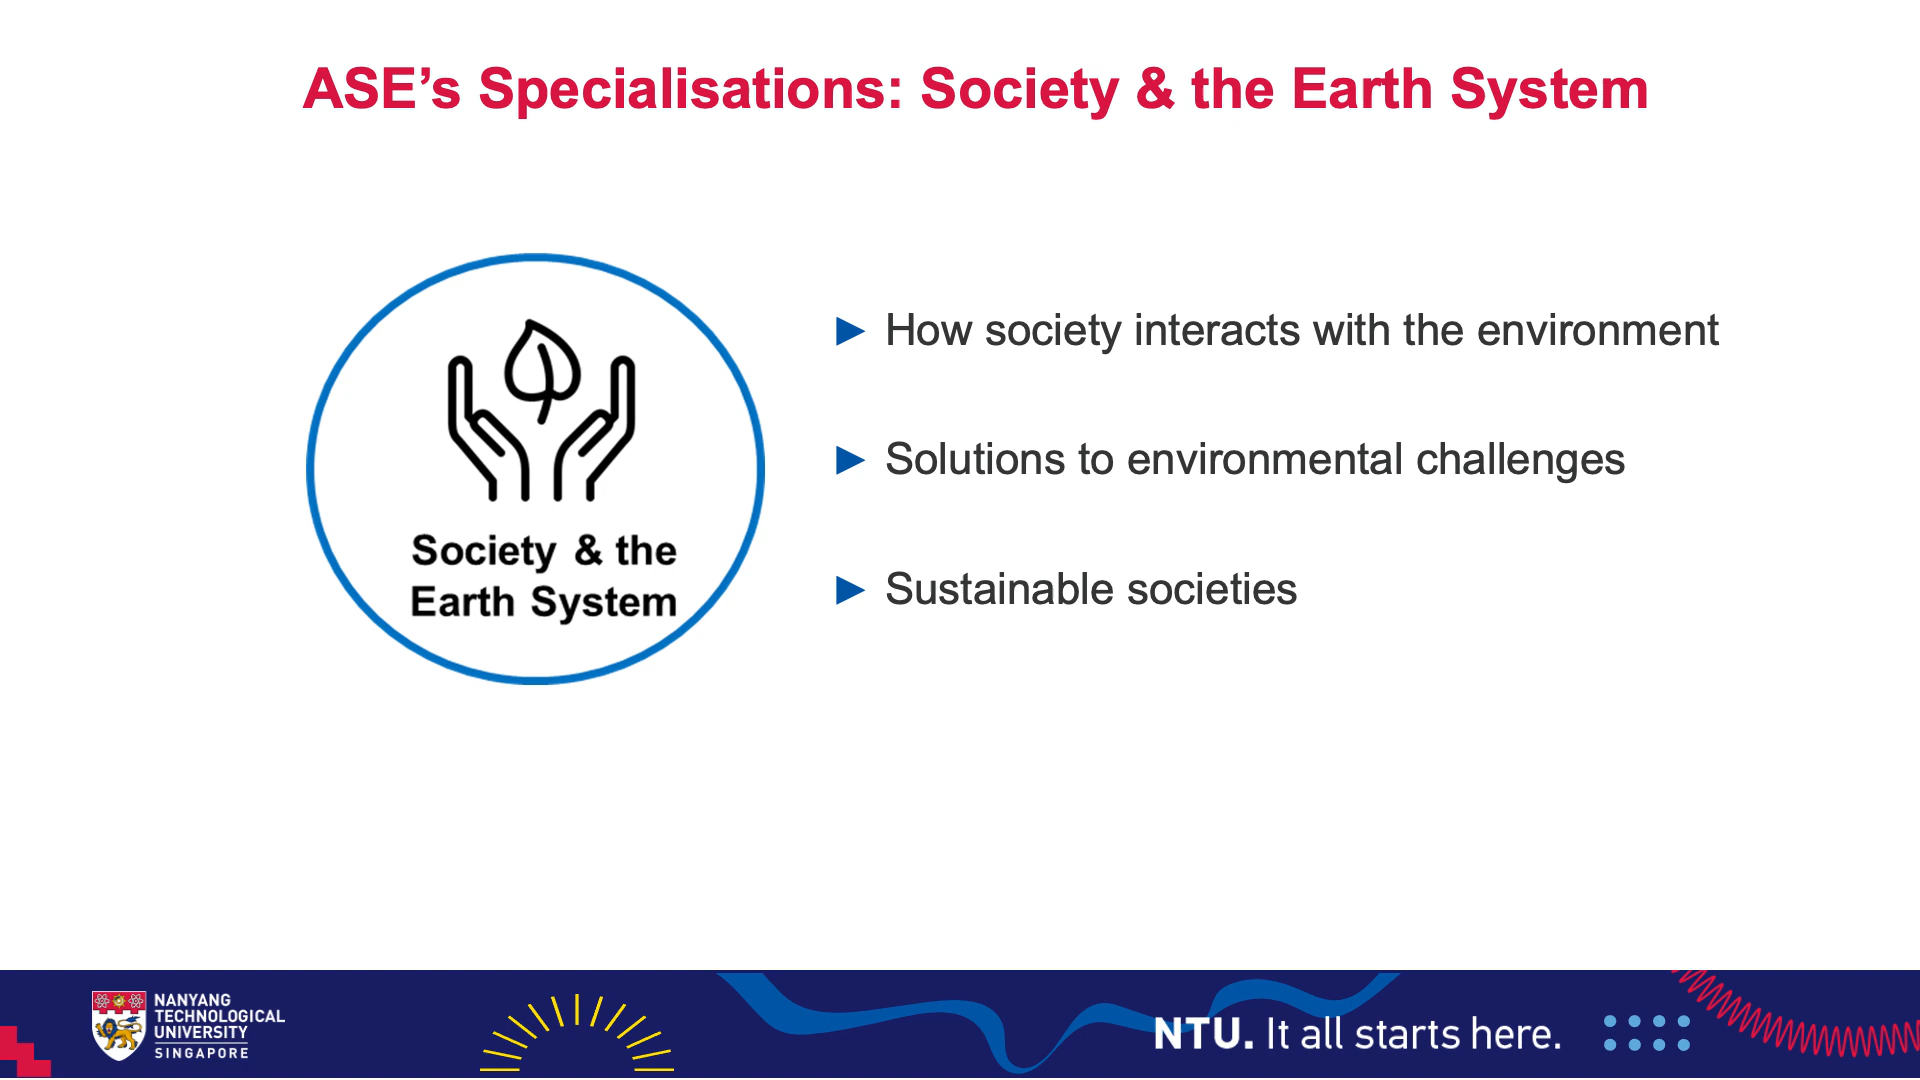 ASE’s Specialisations: Society & the Earth System
Society & the
Earth System
► How society interacts with the environment
► Solutions to environmental challenges
► Sustainable societies
NANYANG
TECHNOLOGICAL
UNIVERSITY
SINGAPORE
NTU. It all starts here.